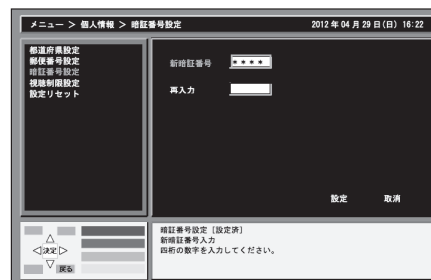 メニュー > 個人情報 > 暗証番号設定
2012年04月29日(日) 16:22
都道府県設定
郵便番号設定
暗証番号設定
視聴制限設定
設定リセット
新暗証番号 ****
再入力
設定 取消
決定
戻る
暗証番号設定［設定済］
新暗証番号入力
四桁の数字を入力してください。